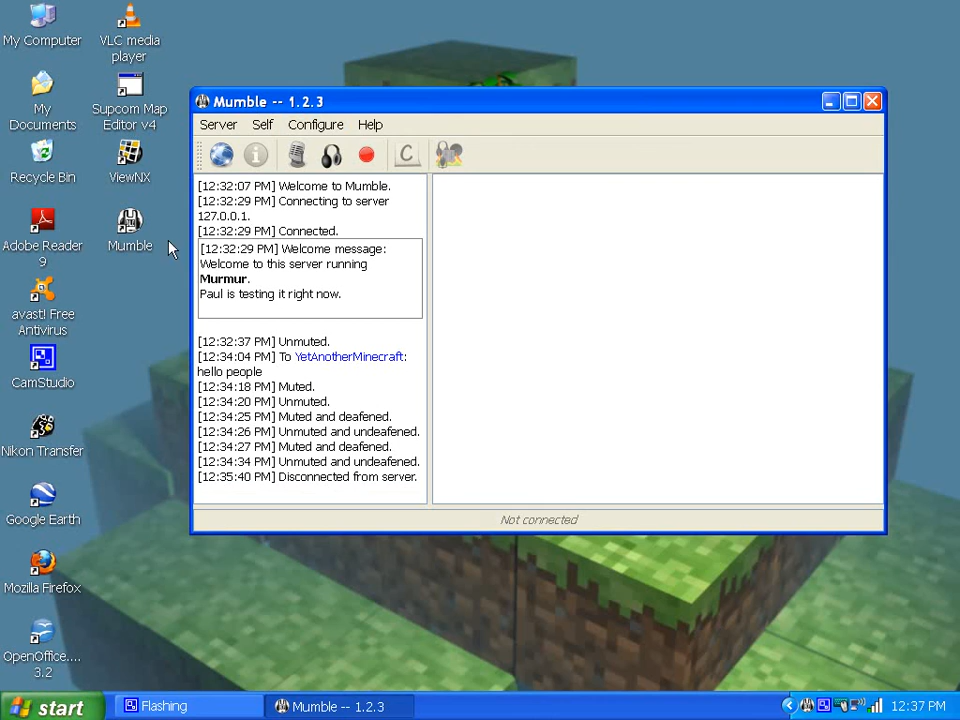 My Computer
VLC media
player
My
Documents
Supcom Map
Editor v4
Recycle Bin
ViewNX
Adobe Reader
9
Mumble
avast! Free
Antivirus
CamStudio
Nikon Transfer
Google Earth
Mozilla Firefox
OpenOffice....
3.2
Mumble -- 1.2.3
Server Self Configure Help
C
[12:32:07 PM] Welcome to Mumble.
[12:32:29 PM] Connecting to server
127.0.0.1.
[12:32:29 PM] Connected.
[12:32:29 PM] Welcome message:
Welcome to this server running
Murmur.
Paul is testing it right now.
[12:32:37 PM] Unmuted.
[12:34:04 PM] To YetAnotherMinecraft:
hello people
[12:34:18 PM] Muted.
[12:34:20 PM] Unmuted.
[12:34:25 PM] Muted and deafened.
[12:34:26 PM] Unmuted and undeafened.
[12:34:27 PM] Muted and deafened.
[12:34:34 PM] Unmuted and undeafened.
[12:35:40 PM] Disconnected from server.
Not connected
start
Flashing
Mumble -- 1.2.3
12:37 PM